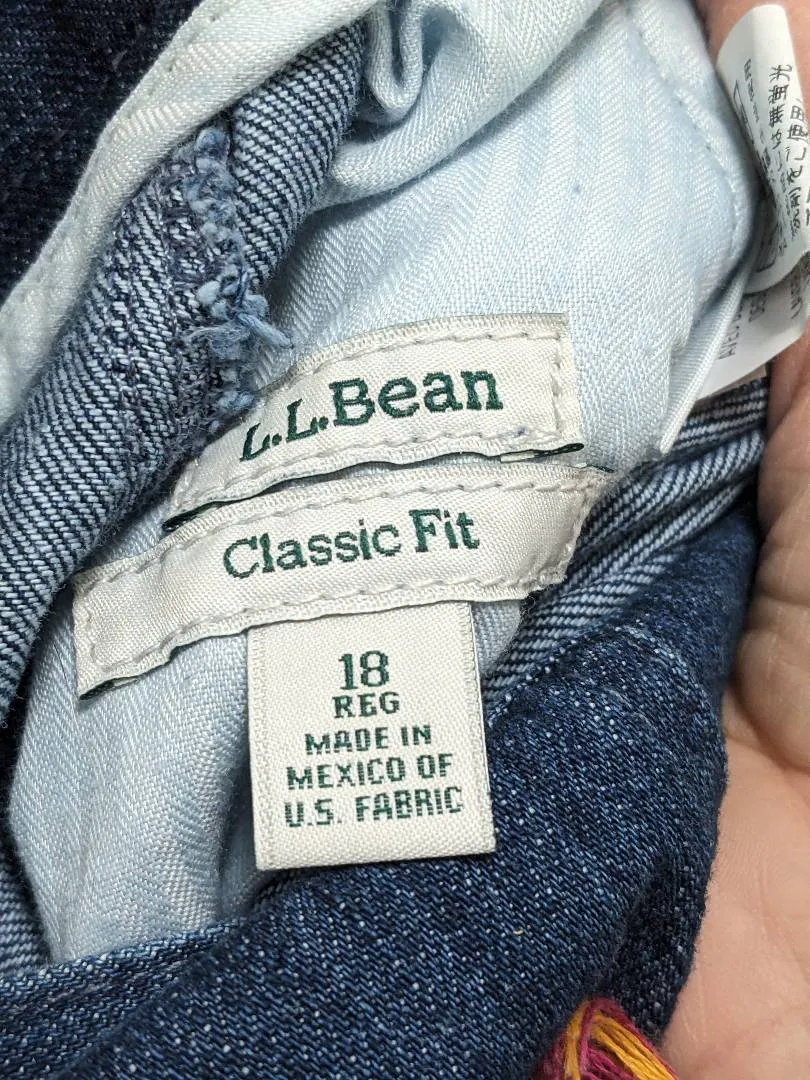 L.L.Bean
Classic Fit
18
REG
MADE IN
MEXICO OF
U.S. FABRIC